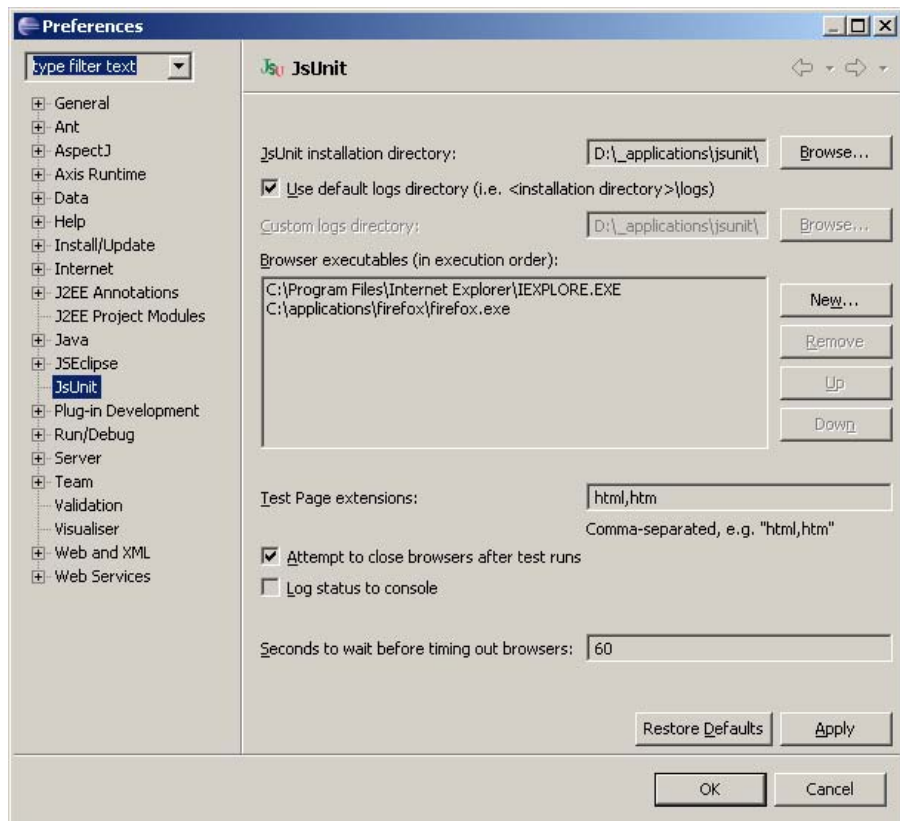 Preferences
type filter text
General
Ant
AspectJ
Axis Runtime
Data
Help
Install/Update
Internet
J2EE Annotations
J2EE Project Modules
Java
JSEclipse
JsUnit
Plug-in Development
Run/Debug
Server
Team
Validation
Visualiser
Web and XML
Web Services
JSU JsUnit
JsUnit installation directory: D:\_applications\jsunit\ Browse...
Use default logs directory (i.e. <installation directory>\logs)
Custom logs directory: D:\_applications\jsunit\ Browse...
Browser executables (in execution order):
C:\Program Files\Internet Explorer\IEXPLORE.EXE
C:\applications\firefox\firefox.exe
New...
Remove
Up
Down
Test Page extensions: html,htm
Comma-separated, e.g. "html,htm"
Attempt to close browsers after test runs
Log status to console
Seconds to wait before timing out browsers: 60
Restore Defaults Apply
OK Cancel